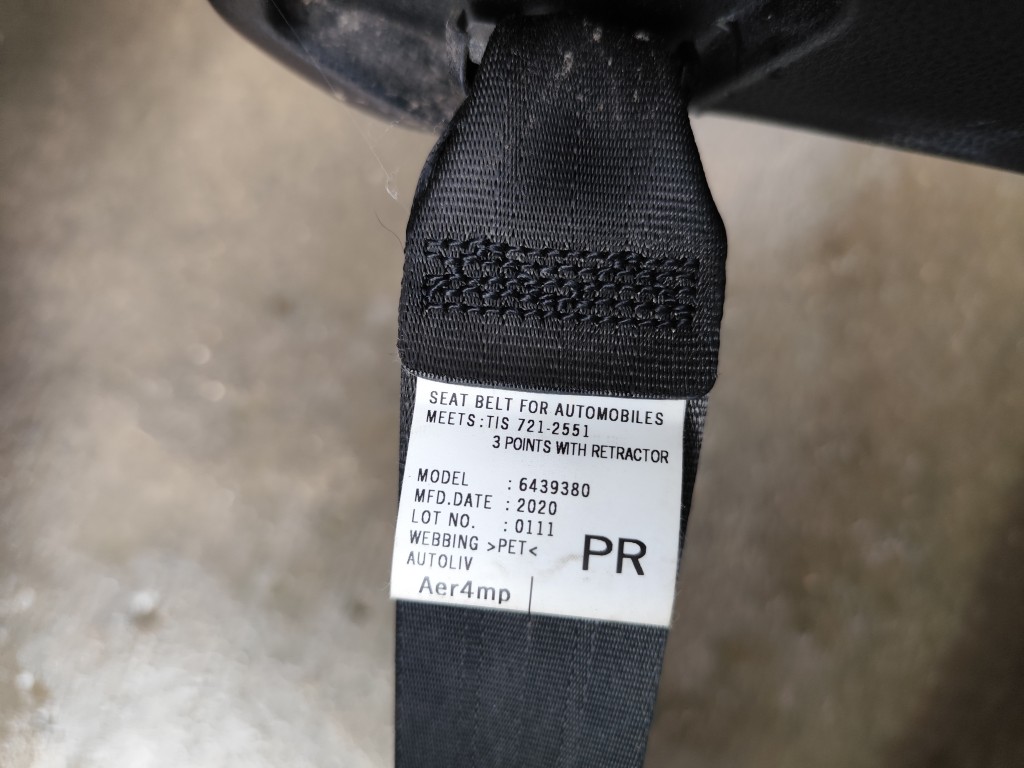 SEAT BELT FOR AUTOMOBILES
MEETS:TIS 721-2551
3 POINTS WITH RETRACTOR
MODEL : 6439380
MFD.DATE : 2020
LOT NO. : 0111
WEBBING >PET<
AUTOLIV
PR
Aer4mp